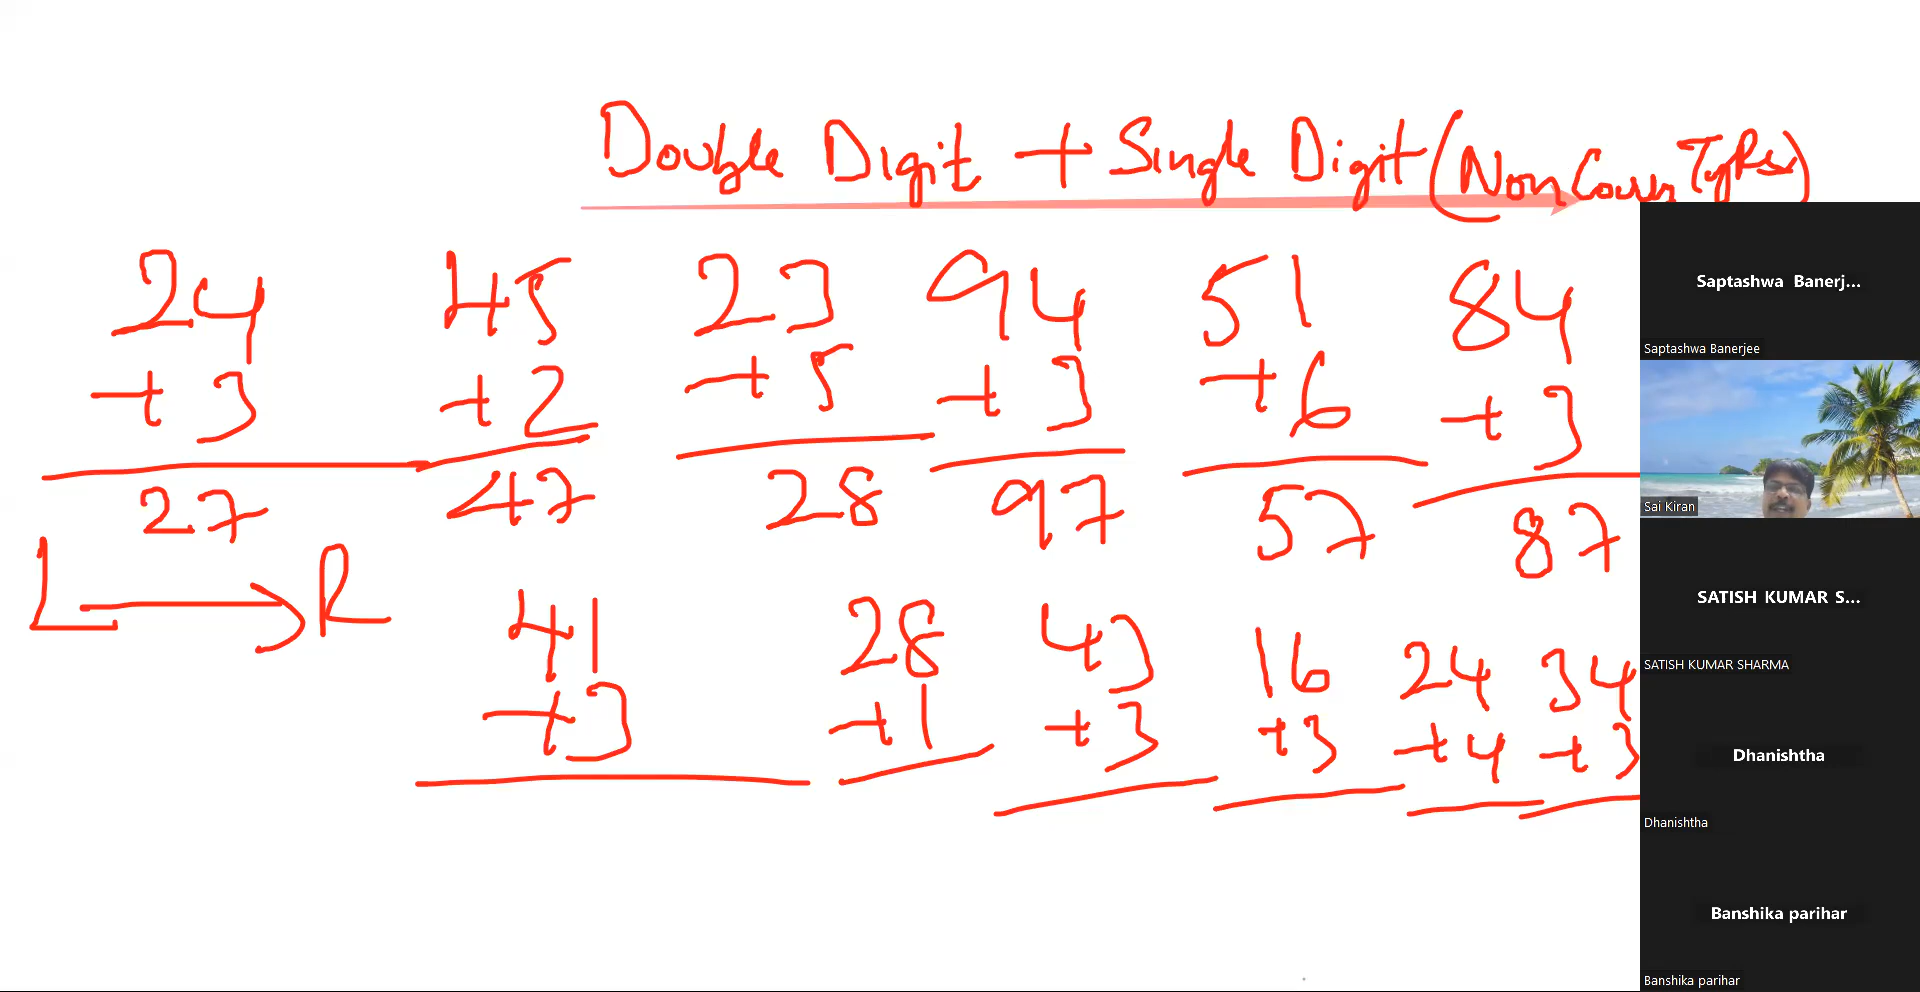 Double Digit + Single Digit (Non Carry Types)
24 45 23 94 51 84
+ 3 + 2 + 5 + 3 + 6 + 3
27 47 28 97 57 87
L → R
41 28 43 16 24 34
+3 +1 +3 +3 +4 +3
Saptashwa Banerj...
Saptashwa Banerjee
Sai Kiran
SATISH KUMAR S...
SATISH KUMAR SHARMA
Dhanishtha
Dhanishtha
Banshika parihar
Banshika parihar